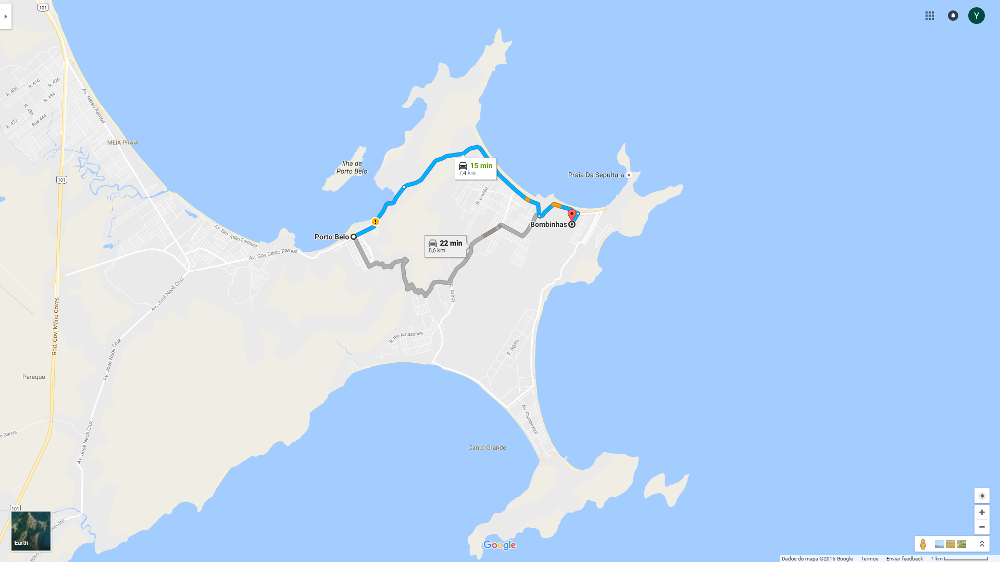 101
Y
R. 408
R. 416
R. 426
R. 434
R. 436
Rua 444
R. 432
Av. Nereu Ramos
MEIA PRAIA
Ilha de
Porto Belo
15 min
7,4 km
Praia Da Sepultura
101
R. Gavião
Av. Sen. Atílio Fontana
Porto Belo
Bombinhas
22 min
8,6 km
Av. Gov Celso Ramos
Av. José Neoli Cruz
R. Araçá
Rod. Gov. Mário Covas
R. Rio Amazonas
R. Ágata
Av. José Neoli Cruz
Pereque
Av. Flamboyant
e Garcia
Av. José Neoli Cruz
Canto Grande
101
Peixoto
Earth
Google
Dados do mapa ©2016 Google Termos Enviar feedback 1 km